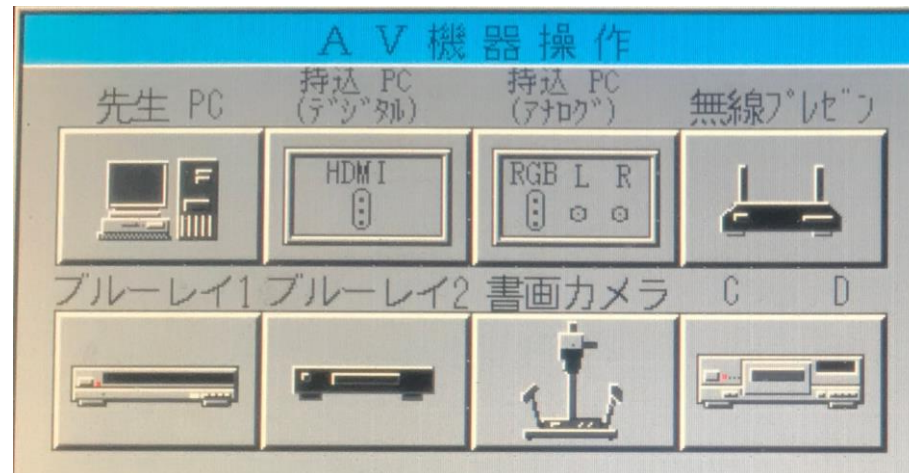 AV機器操作
先生 PC
持込 PC
(ﾃﾞｼﾞﾀﾙ)
持込 PC
(ｱﾅﾛｸﾞ)
無線ﾌﾟﾚｾﾞﾝ
HDMI
RGB L R
ブルーレイ1
ブルーレイ2
書画カメラ
C D